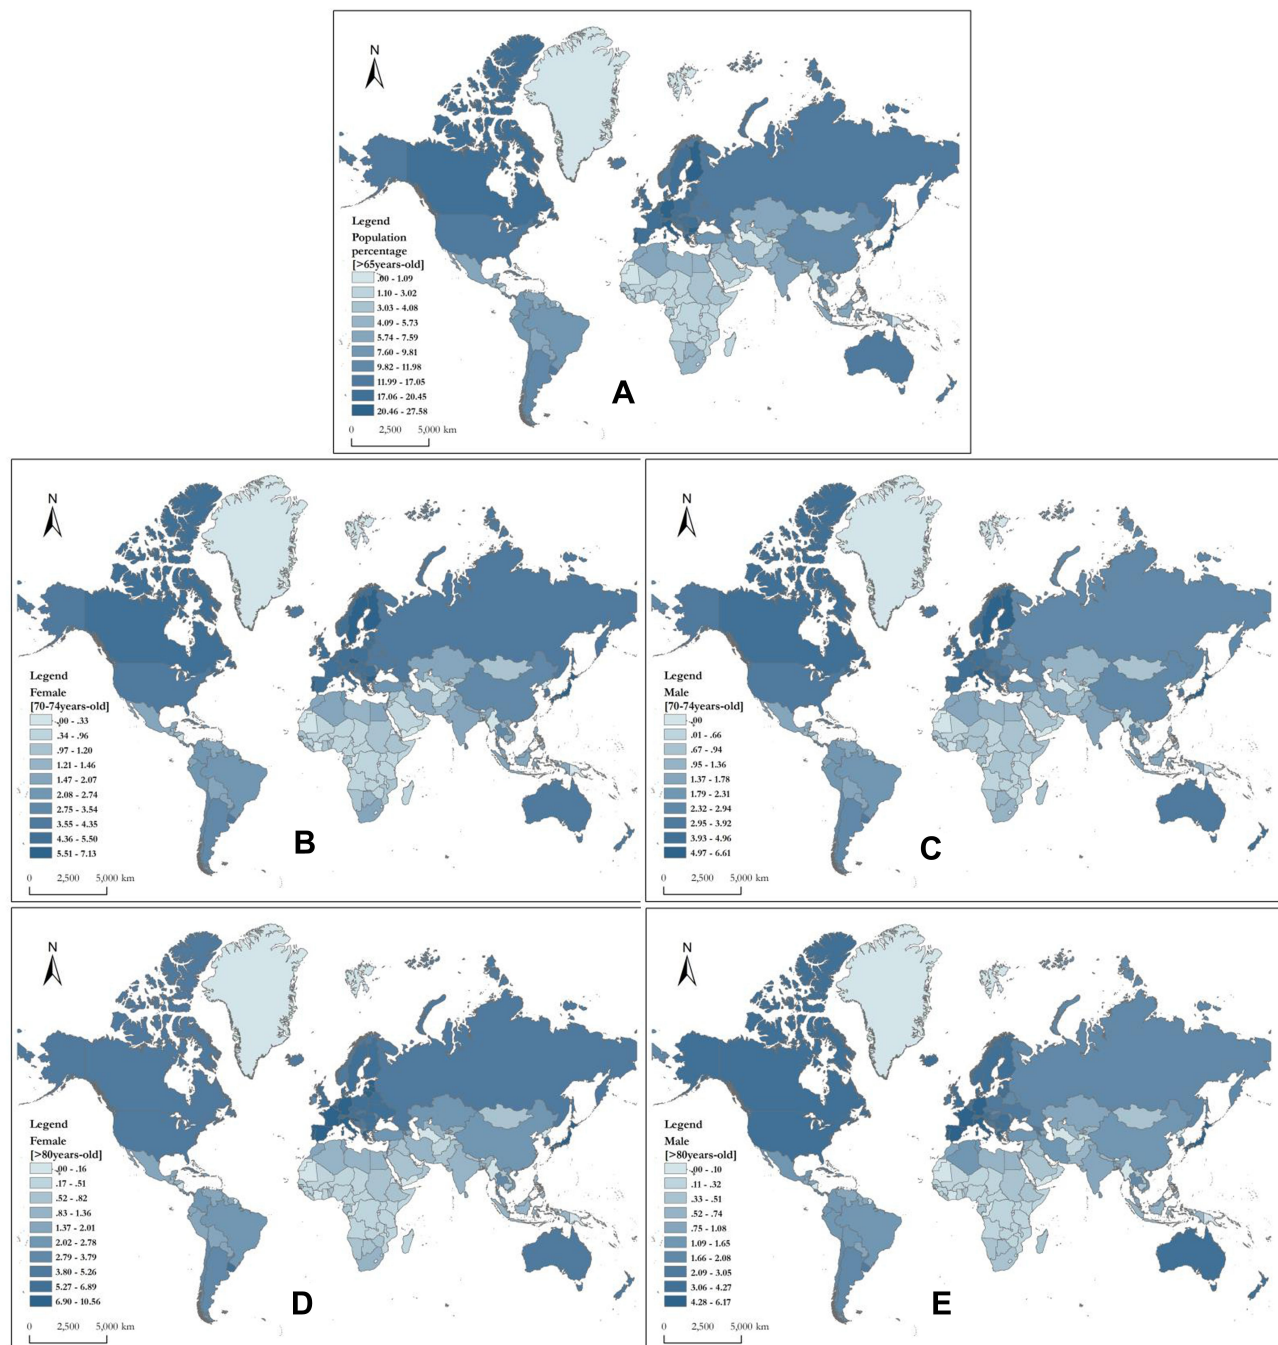 N
Legend
Population
percentage
[>65years-old]
.00 - 1.09
1.10 - 3.02
3.03 - 4.08
4.09 - 5.73
5.74 - 7.59
7.60 - 9.81
9.82 - 11.98
11.99 - 17.05
17.06 - 20.45
20.46 - 27.58
0 2,500 5,000 km
A
N
Legend
Female
[70-74years-old]
.00 - .33
.34 - .96
.97 - 1.20
1.21 - 1.46
1.47 - 2.07
2.08 - 2.74
2.75 - 3.54
3.55 - 4.35
4.36 - 5.50
5.51 - 7.13
0 2,500 5,000 km
B
N
Legend
Male
[70-74years-old]
.00
.01 - .66
.67 - .94
.95 - 1.36
1.37 - 1.78
1.79 - 2.31
2.32 - 2.94
2.95 - 3.92
3.93 - 4.96
4.97 - 6.61
0 2,500 5,000 km
C
N
Legend
Female
[>80years-old]
.00 - .16
.17 - .51
.52 - .82
.83 - 1.36
1.37 - 2.01
2.02 - 2.78
2.79 - 3.79
3.80 - 5.26
5.27 - 6.89
6.90 - 10.56
0 2,500 5,000 km
D
N
Legend
Male
[>80years-old]
.00 - .10
.11 - .32
.33 - .51
.52 - .74
.75 - 1.08
1.09 - 1.65
1.66 - 2.08
2.09 - 3.05
3.06 - 4.27
4.28 - 6.17
0 2,500 5,000 km
E